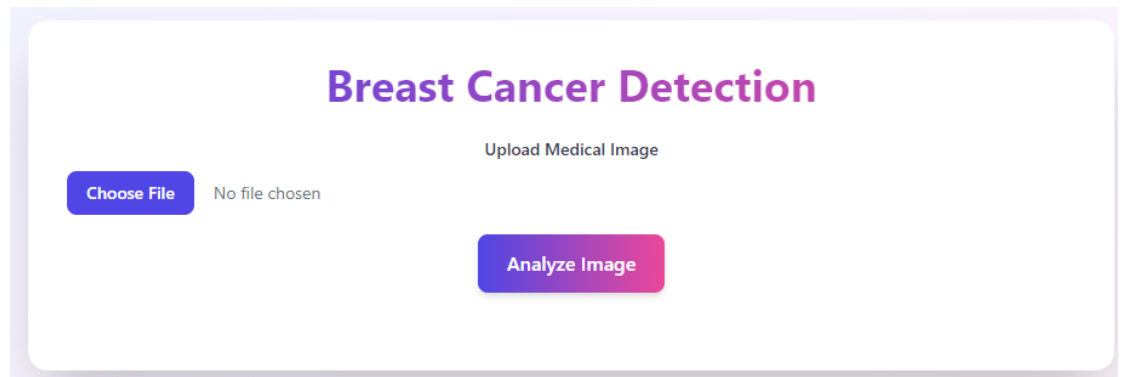 Breast Cancer Detection
Upload Medical Image
Choose File No file chosen
Analyze Image